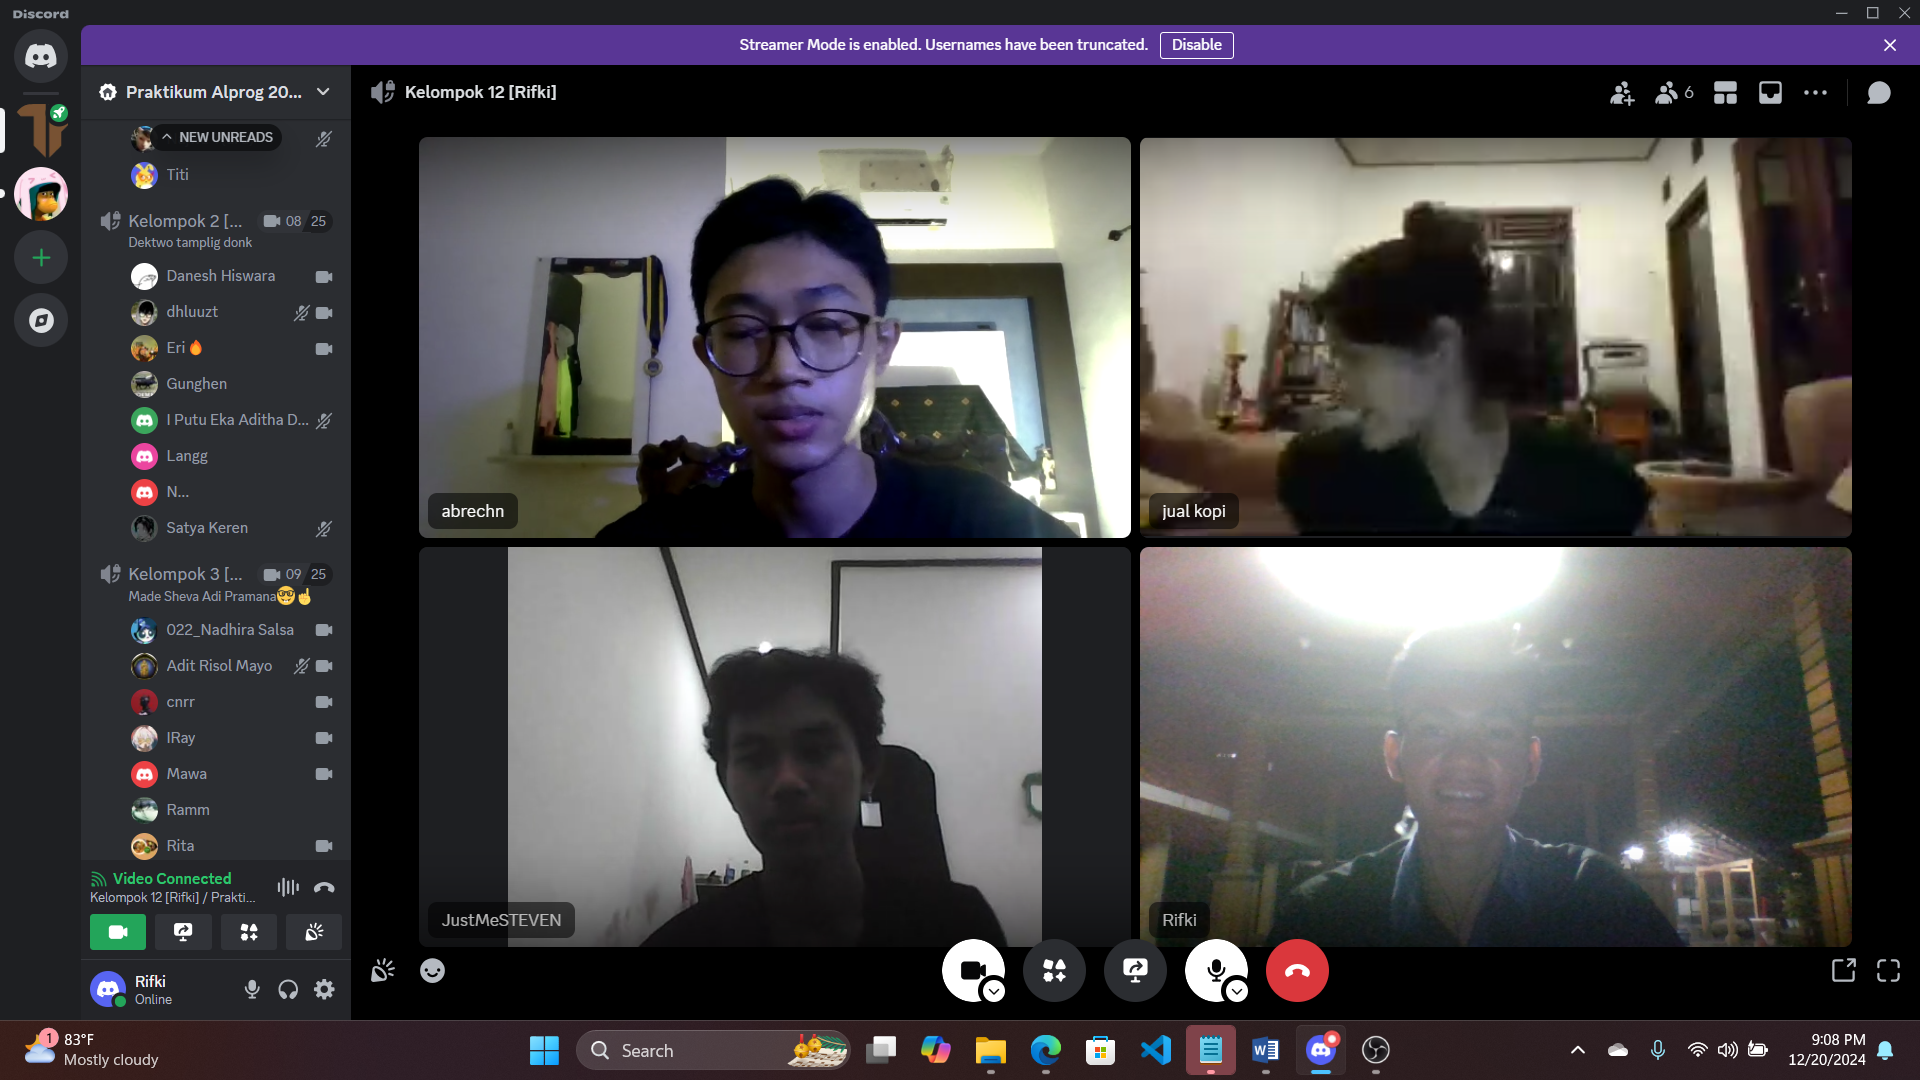 Discord
Streamer Mode is enabled. Usernames have been truncated.
Disable
Praktikum Alprog 20...
NEW UNREADS
Titi
Kelompok 2 [...
08 25
Dektwo tamplig donk
Danesh Hiswara
dhluuzt
Eri🔥
Gunghen
I Putu Eka Aditha D...
Langg
N...
Satya Keren
Kelompok 3 [...
09 25
Made Sheva Adi Pramana🤓☝️
022_Nadhira Salsa
Adit Risol Mayo
cnrr
IRay
Mawa
Ramm
Rita
Video Connected
Kelompok 12 [Rifki] / Prakti...
Rifki
Online
Kelompok 12 [Rifki]
6
abrechn
jual kopi
JustMeSTEVEN
Rifki
1
83°F
Mostly cloudy
Search
9:08 PM
12/20/2024